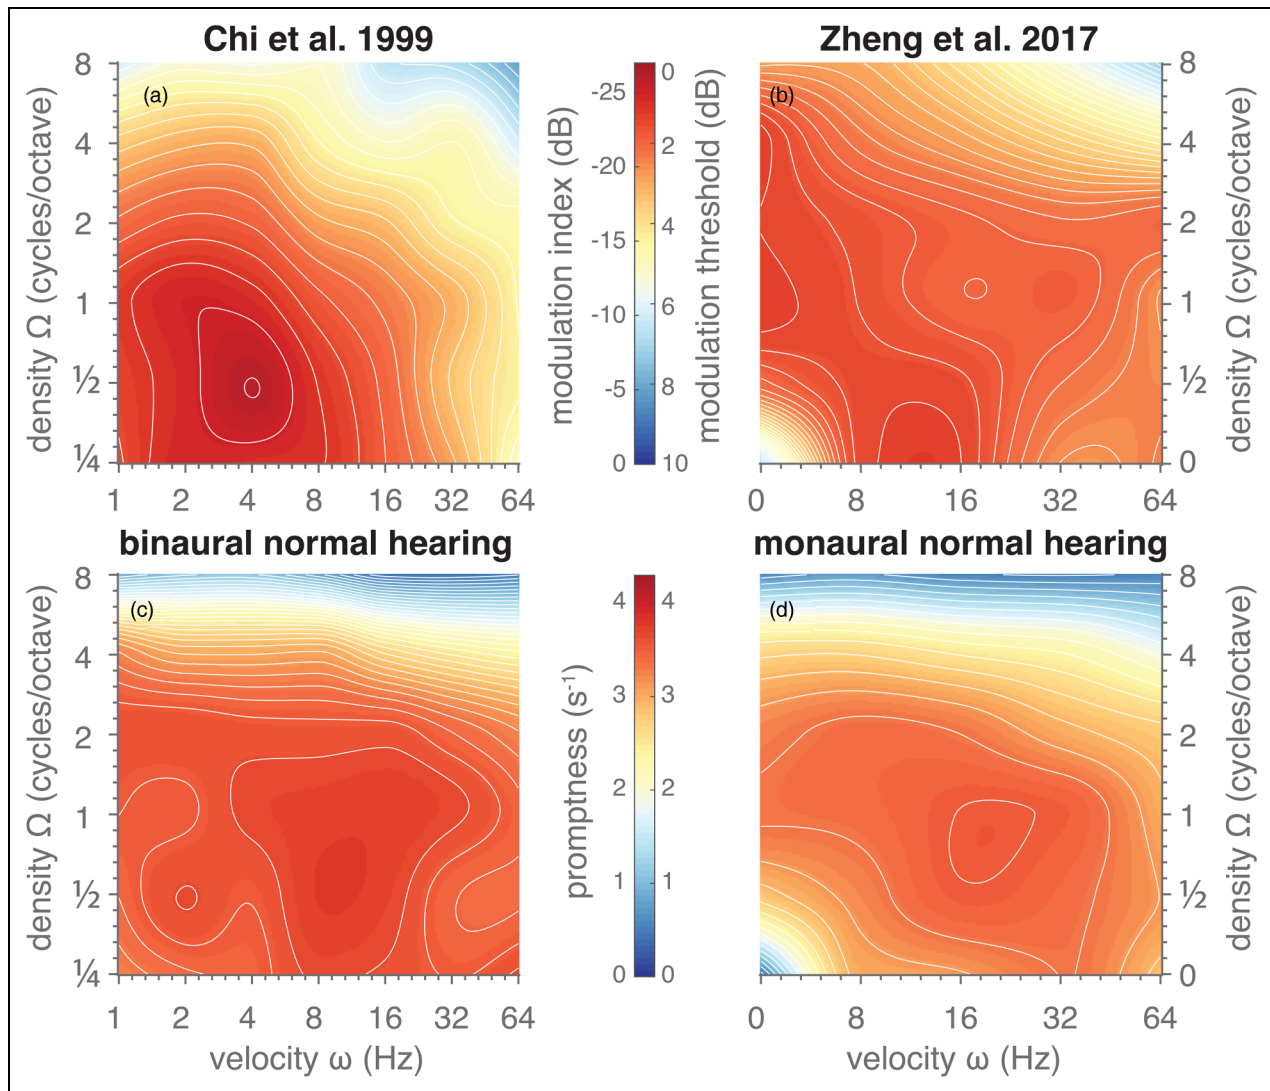 Chi et al. 1999
Zheng et al. 2017
(a)
8
4
2
1
½
¼
density Ω (cycles/octave)
1 2 4 8 16 32 64
modulation index (dB)
-25
-20
-15
-10
-5
0
0
2
4
6
8
10
modulation threshold (dB)
(b)
8
4
2
1
½
0
density Ω (cycles/octave)
0 8 16 32 64
binaural normal hearing
monaural normal hearing
(c)
8
4
2
1
½
¼
density Ω (cycles/octave)
1 2 4 8 16 32 64
velocity ω (Hz)
promptness (s⁻¹)
4 4
3 3
2 2
1 1
0 0
(d)
8
4
2
1
½
0
density Ω (cycles/octave)
0 8 16 32 64
velocity ω (Hz)